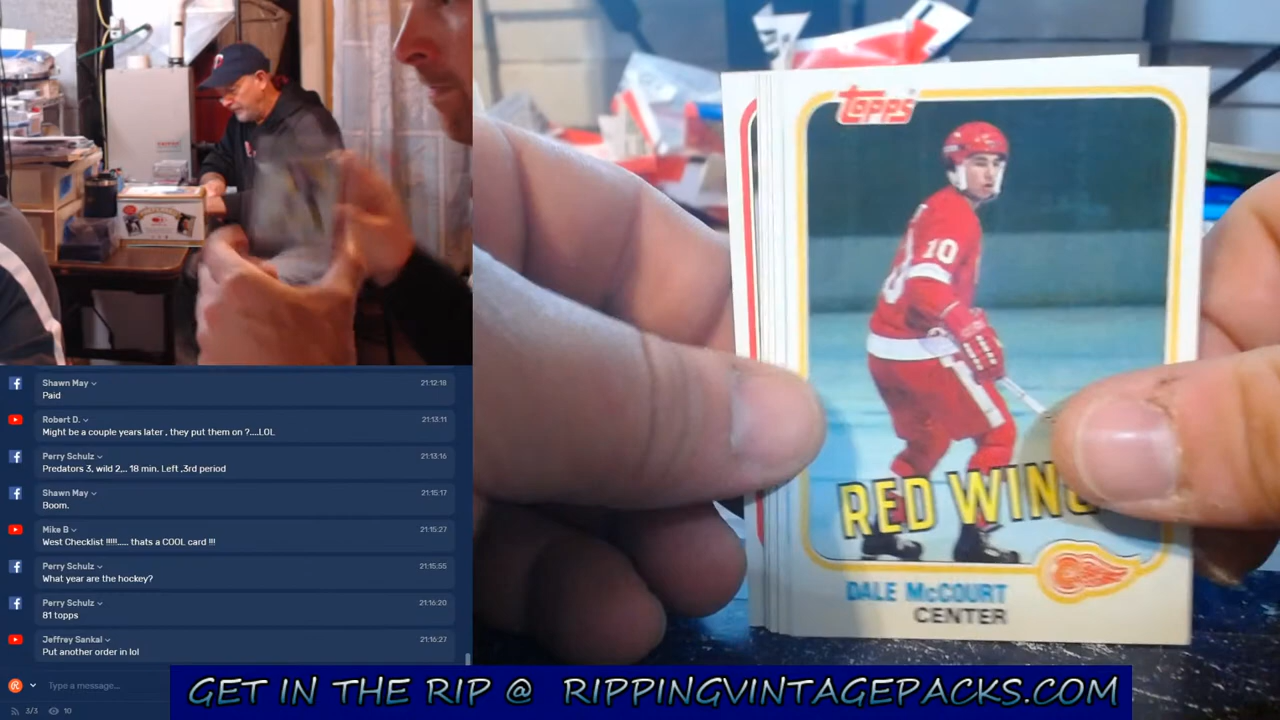 Shawn May
21:12:18
Paid
Robert D.
21:13:11
Might be a couple years later , they put them on ?....LOL
Perry Schulz
21:13:16
Predators 3, wild 2,.. 18 min. Left ,3rd period
Shawn May
21:15:17
Boom.
Mike B
21:15:27
West Checklist !!!!!..... thats a COOL card !!!
Perry Schulz
21:15:55
What year are the hockey?
Perry Schulz
21:16:20
81 topps
Jeffrey Sankal
21:16:27
Put another order in lol
Type a message...
3/3
10
TOPPS
10
RED WING
DALE McCOURT
CENTER
GET IN THE RIP @ RIPPINGVINTAGEPACKS.COM